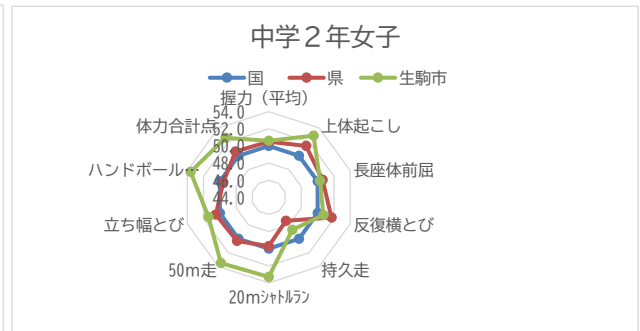 中学２年女子
国 県 生駒市
握力（平均）
54.0
52.0
50.0
48.0
46.0
44.0
上体起こし
長座体前屈
反復横とび
持久走
20mｼｬﾄﾙﾗﾝ
50m走
立ち幅とび
ハンドボール…
体力合計点